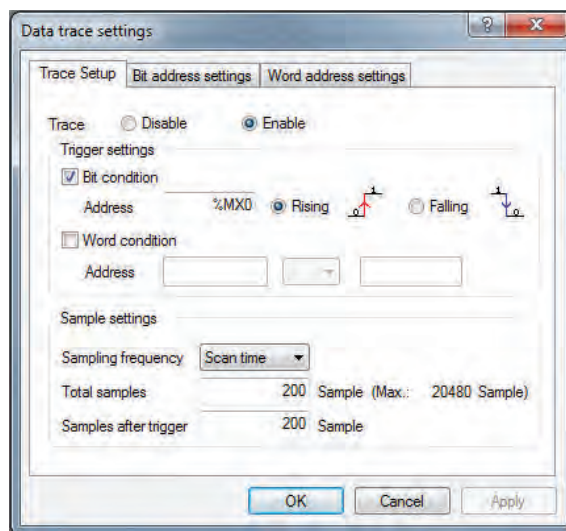 Data trace settings
Trace Setup Bit address settings Word address settings
Trace Disable Enable
Trigger settings
Bit condition
Address %MX0 Rising 0 1 Falling 1 0
Word condition
Address
Sample settings
Sampling frequency Scan time
Total samples 200 Sample (Max.: 20480 Sample)
Samples after trigger 200 Sample
OK Cancel Apply